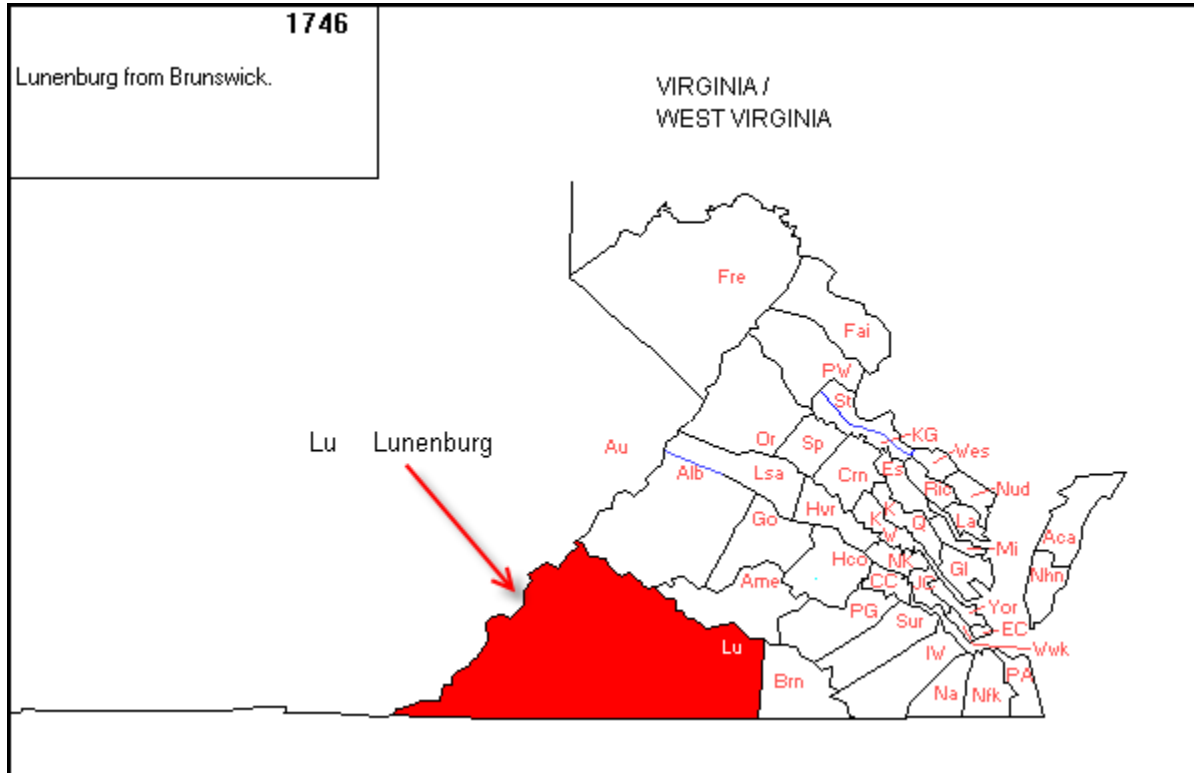 1746
Lunenburg from Brunswick.
VIRGINIA /
WEST VIRGINIA
Fre
Fai
PW
St
KG
Lu Lunenburg
Au
Or
Sp
Wes
Alb
Lsa
Crn
Es
Ric
Nud
Go
Hvr
K
Q
La
K
W
Aca
Mi
Hco
NK
Gl
Nhn
Ame
CC
JC
Yor
PG
Sur
EC
Lu
IW
Wwk
Brn
PA
Na
Nfk